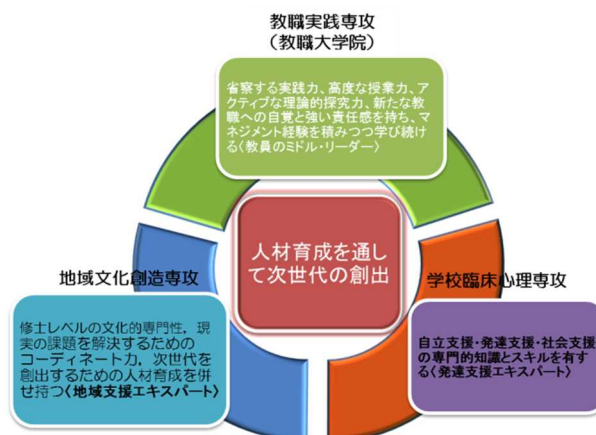 教職実践専攻
（教職大学院）
省察する実践力、高度な授業力、ア
クティブな理論的探究力、新たな教
職への自覚と強い責任感を持ち、マ
ネジメント経験を積みつつ学び続け
る〈教員のミドル・リーダー〉
人材育成を通し
て次世代の創出
地域文化創造専攻
修士レベルの文化的専門性，現
実の課題を解決するための
コーディネート力，次世代を
創出するための人材育成を併
せ持つ〈地域支援エキスパート〉
学校臨床心理専攻
自立支援・発達支援・社会支援
の専門的知識とスキルを有す
る〈発達支援エキスパート〉